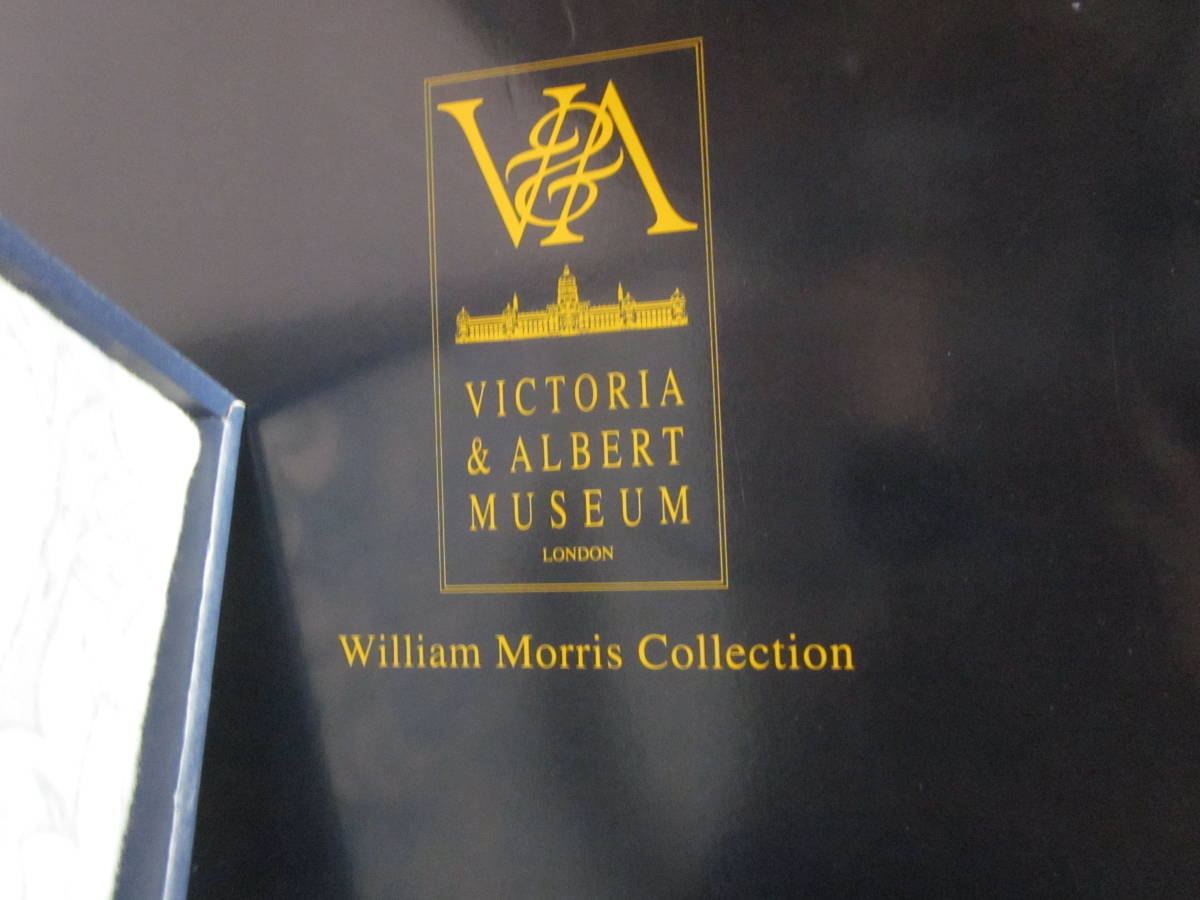 V&A
VICTORIA
& ALBERT
MUSEUM
LONDON
William Morris Collection